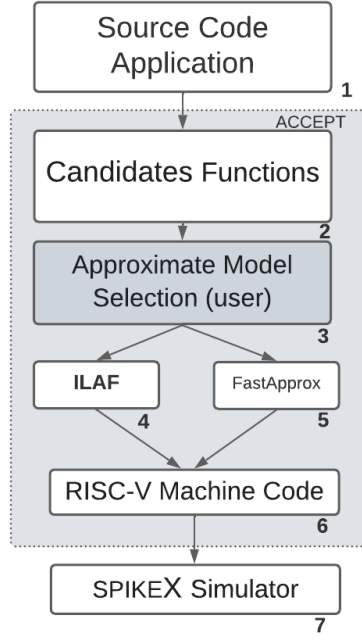 Source Code
Application
1
ACCEPT
Candidates Functions
2
Approximate Model
Selection (user)
3
ILAF
FastApprox
4
5
RISC-V Machine Code
6
SPIKEX Simulator
7